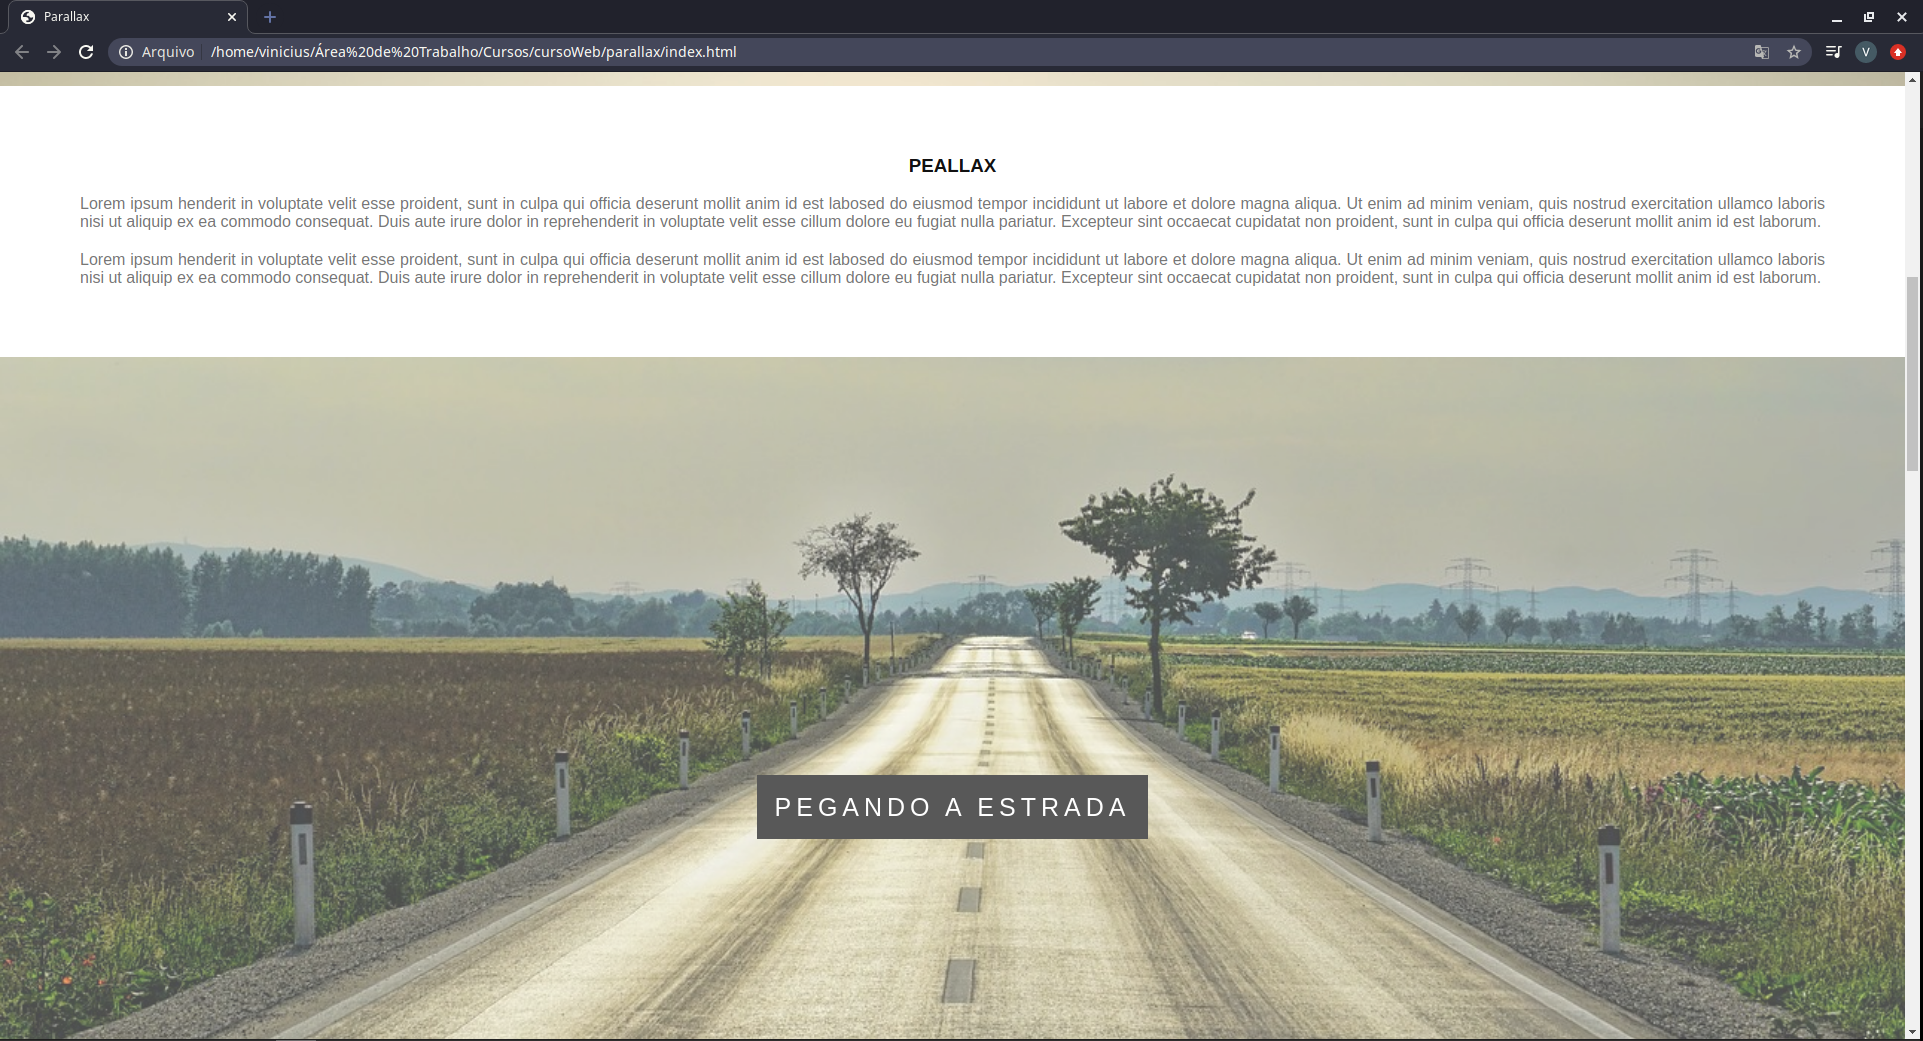 Parallax
Arquivo /home/vinicius/Área%20de%20Trabalho/Cursos/cursoWeb/parallax/index.html
V
PEALLAX
Lorem ipsum henderit in voluptate velit esse proident, sunt in culpa qui officia deserunt mollit anim id est labosed do eiusmod tempor incididunt ut labore et dolore magna aliqua. Ut enim ad minim veniam, quis nostrud exercitation ullamco laboris
nisi ut aliquip ex ea commodo consequat. Duis aute irure dolor in reprehenderit in voluptate velit esse cillum dolore eu fugiat nulla pariatur. Excepteur sint occaecat cupidatat non proident, sunt in culpa qui officia deserunt mollit anim id est laborum.
Lorem ipsum henderit in voluptate velit esse proident, sunt in culpa qui officia deserunt mollit anim id est labosed do eiusmod tempor incididunt ut labore et dolore magna aliqua. Ut enim ad minim veniam, quis nostrud exercitation ullamco laboris
nisi ut aliquip ex ea commodo consequat. Duis aute irure dolor in reprehenderit in voluptate velit esse cillum dolore eu fugiat nulla pariatur. Excepteur sint occaecat cupidatat non proident, sunt in culpa qui officia deserunt mollit anim id est laborum.
PEGANDO A ESTRADA